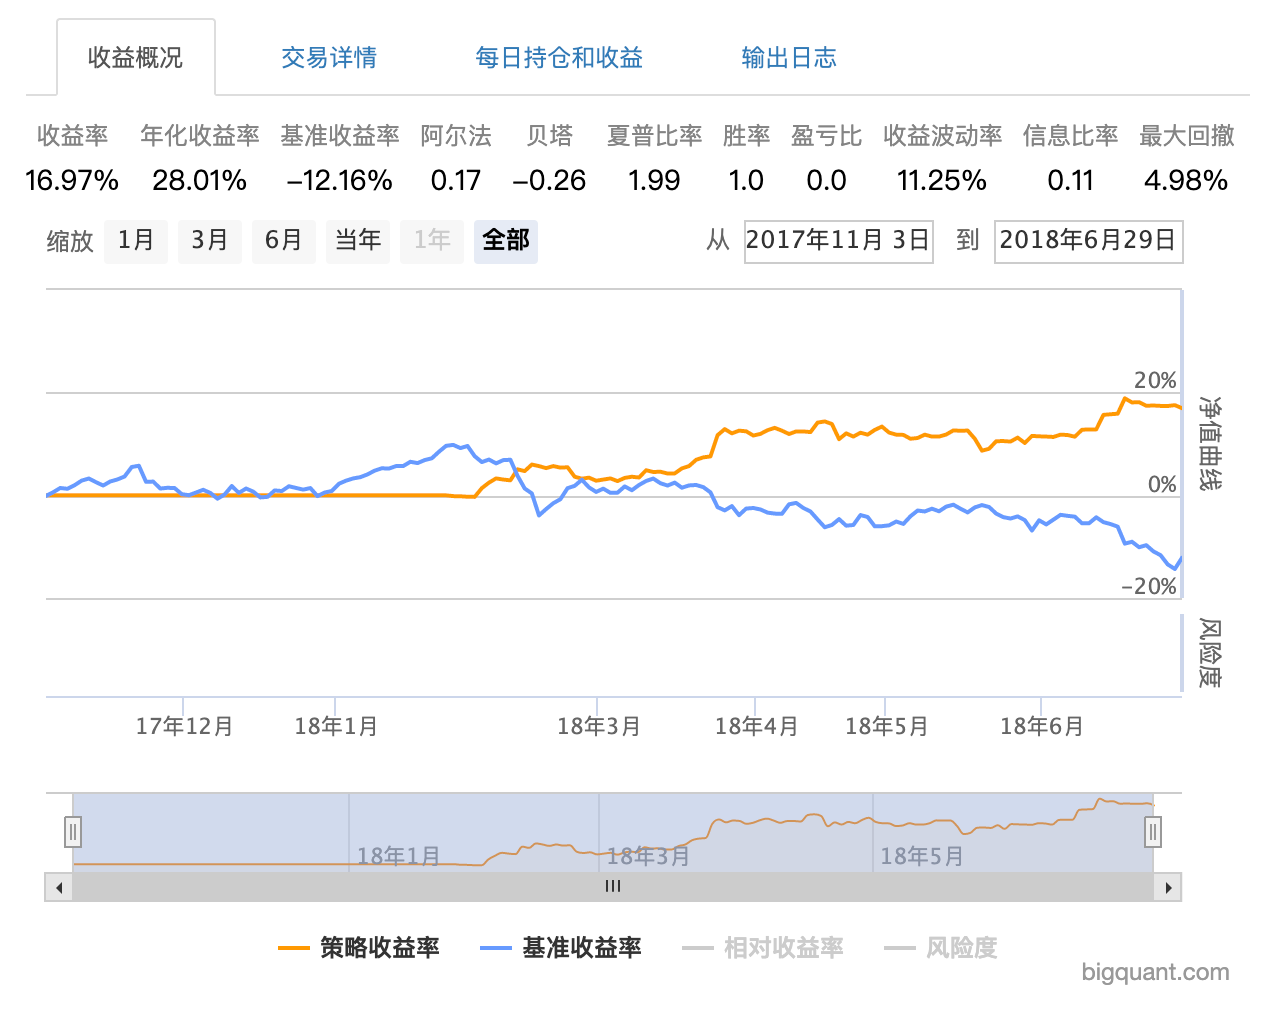 收益概况 交易详情 每日持仓和收益 输出日志
收益率 年化收益率 基准收益率 阿尔法 贝塔 夏普比率 胜率 盈亏比 收益波动率 信息比率 最大回撤
16.97% 28.01% −12.16% 0.17 −0.26 1.99 1.0 0.0 11.25% 0.11 4.98%
缩放 1月 3月 6月 当年 1年 全部 从 2017年11月 3日 到 2018年6月29日
20%
0%
−20%
净值曲线
风险度
17年12月 18年1月 18年3月 18年4月 18年5月 18年6月
18年1月 18年3月 18年5月
策略收益率 基准收益率 相对收益率 风险度
bigquant.com